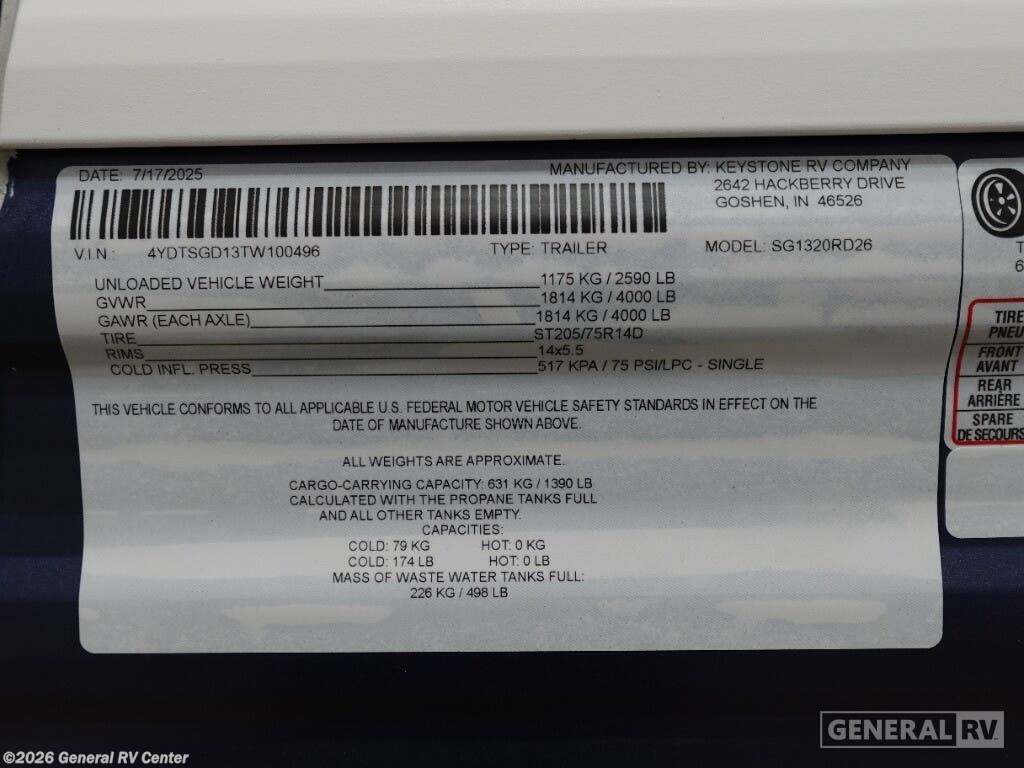 DATE: 7/17/2025
MANUFACTURED BY: KEYSTONE RV COMPANY
2642 HACKBERRY DRIVE
GOSHEN, IN 46526
V.I.N.: 4YDTSGD13TW100496 TYPE: TRAILER MODEL: SG1320RD26
UNLOADED VEHICLE WEIGHT 1175 KG / 2590 LB
GVWR 1814 KG / 4000 LB
GAWR (EACH AXLE) 1814 KG / 4000 LB
TIRE ST205/75R14D
RIMS 14x5.5
COLD INFL. PRESS 517 KPA / 75 PSI/LPC - SINGLE
THIS VEHICLE CONFORMS TO ALL APPLICABLE U.S. FEDERAL MOTOR VEHICLE SAFETY STANDARDS IN EFFECT ON THE
DATE OF MANUFACTURE SHOWN ABOVE.
ALL WEIGHTS ARE APPROXIMATE.
CARGO-CARRYING CAPACITY: 631 KG / 1390 LB
CALCULATED WITH THE PROPANE TANKS FULL
AND ALL OTHER TANKS EMPTY.
CAPACITIES:
COLD: 79 KG HOT: 0 KG
COLD: 174 LB HOT: 0 LB
MASS OF WASTE WATER TANKS FULL:
226 KG / 498 LB
TIRE
PNEU
FRONT
AVANT
REAR
ARRIÈRE
SPARE
DE SECOURS
GENERAL RV
©2026 General RV Center